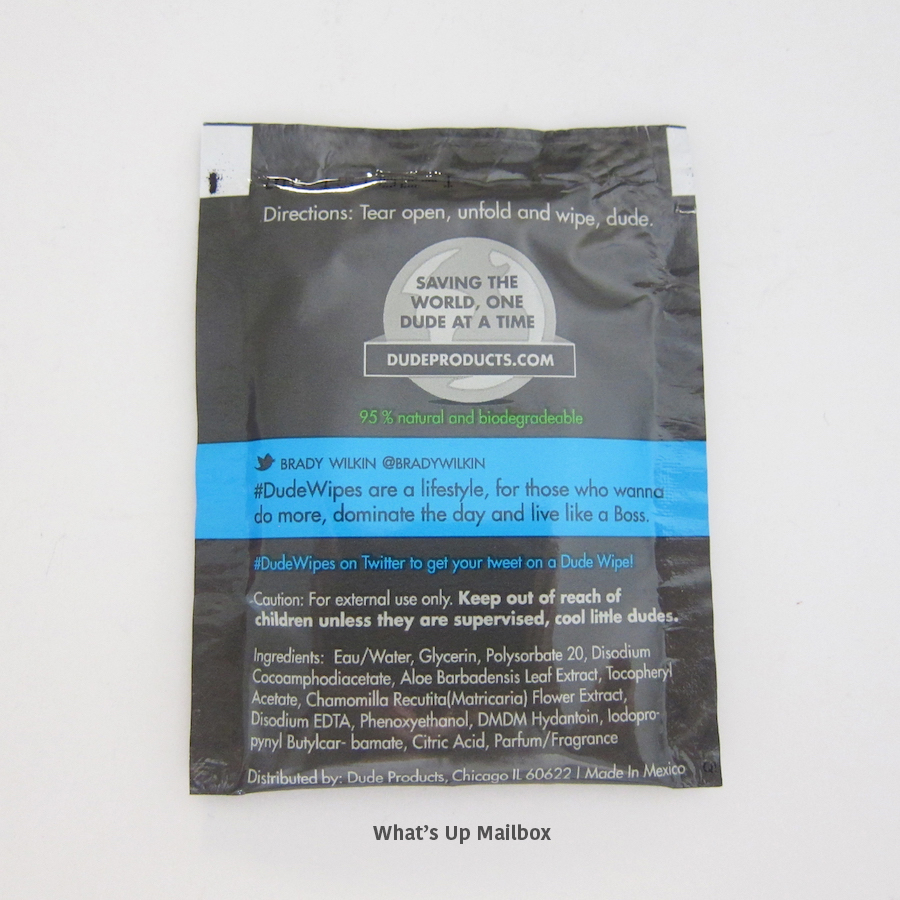 Directions: Tear open, unfold and wipe, dude.
SAVING THE
WORLD, ONE
DUDE AT A TIME
DUDEPRODUCTS.COM
95 % natural and biodegradeable
BRADY WILKIN @BRADYWILKIN
#DudeWipes are a lifestyle, for those who wanna
do more, dominate the day and live like a Boss.
#DudeWipes on Twitter to get your tweet on a Dude Wipe!
Caution: For external use only. Keep out of reach of
children unless they are supervised, cool little dudes.
Ingredients: Eau/Water, Glycerin, Polysorbate 20, Disodium
Cocoamphodiacetate, Aloe Barbadensis Leaf Extract, Tocopheryl
Acetate, Chamomilla Recutita(Matricaria) Flower Extract,
Disodium EDTA, Phenoxyethanol, DMDM Hydantoin, Iodopro-
pynyl Butylcar- bamate, Citric Acid, Parfum/Fragrance
Distributed by: Dude Products, Chicago IL 60622 | Made In Mexico
What's Up Mailbox